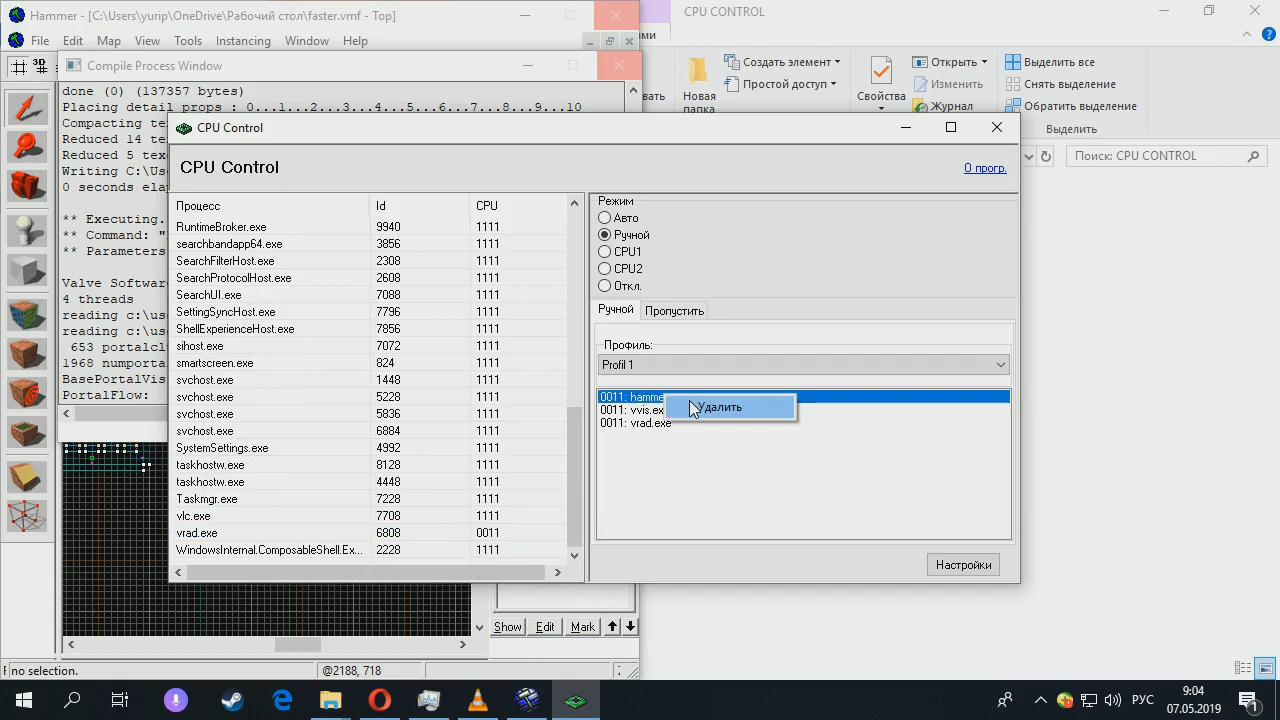 Hammer - [C:\Users\yurip\OneDrive\Рабочий стол\faster.vmf - Top]
File Edit Map View Tools Instancing Window Help
Compile Process Window
done (0) (137357 bytes)
Placing detail props : 0...1...2...3...4...5...6...7...8...9...10
Compacting te
Reduced 14 te
Reduced 5 tex
Writing C:\Us
0 seconds ela
** Executing.
** Command: "
** Parameters
Valve Softwar
4 threads
reading c:\us
reading c:\us
653 portalclu
1968 numporta
BasePortalVis
PortalFlow:
CPU CONTROL
Новая
папка
Создать элемент
Простой доступ
Свойства
Открыть
Изменить
Журнал
Выделить все
Снять выделение
Обратить выделение
Выделить
Поиск: CPU CONTROL
CPU Control
CPU Control
О прогр.
Процесс Id CPU
RuntimeBroker.exe 9940 1111
searchbandapp64.exe 3856 1111
SearchFilterHost.exe 2308 1111
SearchProtocolHost.exe 2608 1111
SearchUI.exe 7088 1111
SettingSyncHost.exe 7796 1111
ShellExperienceHost.exe 7856 1111
sihost.exe 7072 1111
smartscreen.exe 824 1111
svchost.exe 1448 1111
svchost.exe 5228 1111
svchost.exe 5836 1111
svchost.exe 6884 1111
SystemSettings.exe 4992 1111
taskhostw.exe 8128 1111
taskhostw.exe 4448 1111
Taskmgr.exe 7228 1111
vlc.exe 7708 1111
vrad.exe 6808 0011
WindowsInternal.ComposableShell.Ex... 2228 1111
Режим
Авто
Ручной
CPU1
CPU2
Откл.
Ручной Пропустить
Профиль:
Profil 1
0011: hamme
0011: vvis.ex
0011: vrad.exe
Удалить
Настройки
Show Edit Mark
no selection.
@2188, 718
РУС
9:04
07.05.2019
1